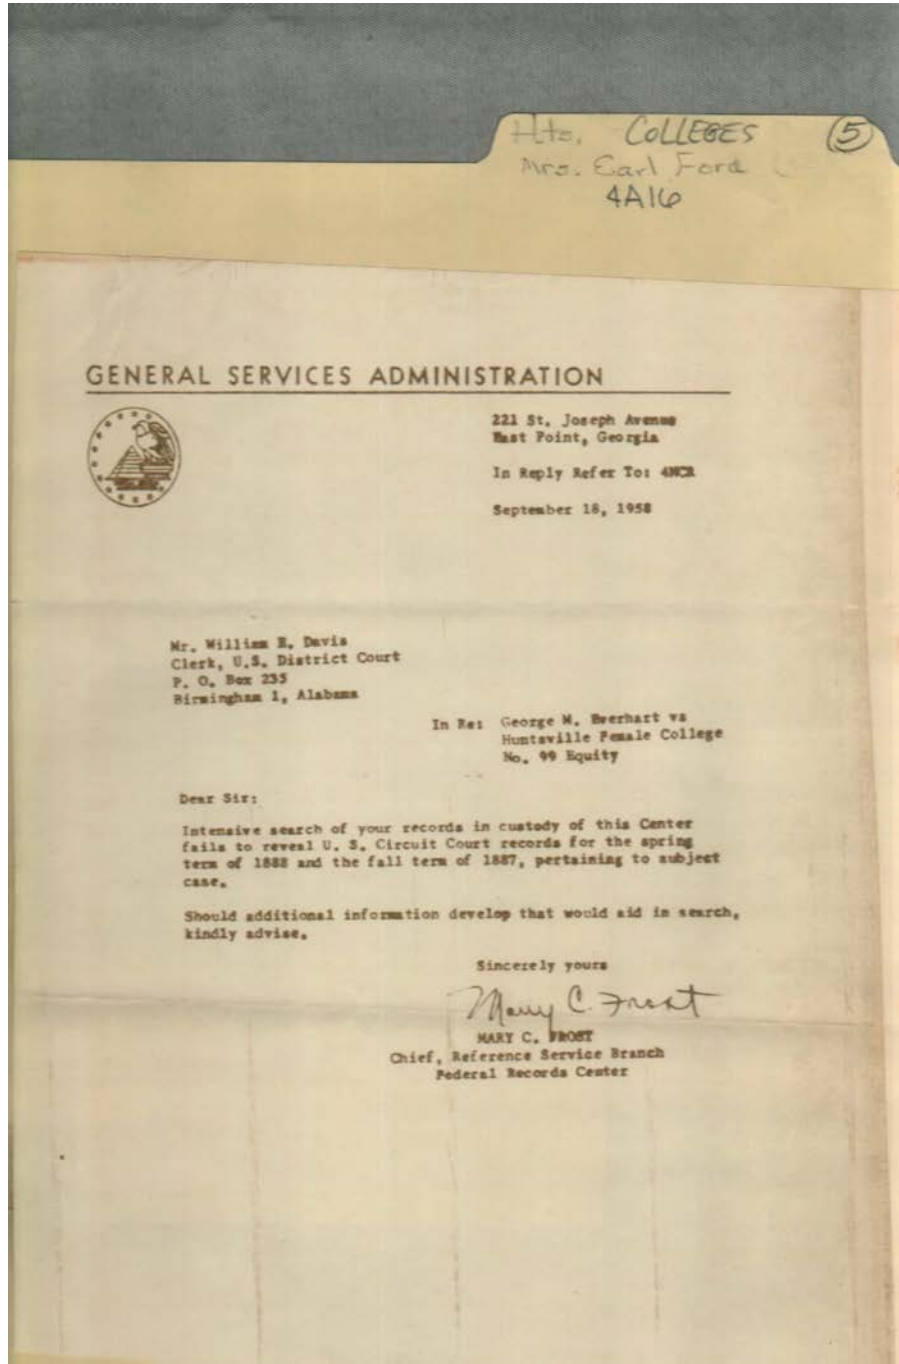 Hts. COLLEGES 5
Mrs. Earl Ford
4A16
GENERAL SERVICES ADMINISTRATION
221 St. Joseph Avenue
East Point, Georgia
In Reply Refer To: 4NCR
September 18, 1958
Mr. William E. Davis
Clerk, U.S. District Court
P. O. Box 235
Birmingham 1, Alabama
In Re: George M. Everhart vs
Huntsville Female College
No. 99 Equity
Dear Sir:
Intensive search of your records in custody of this Center
fails to reveal U. S. Circuit Court records for the spring
term of 1888 and the fall term of 1887, pertaining to subject
case.
Should additional information develop that would aid in search,
kindly advise.
Sincerely yours
Mary C. Frost
MARY C. FROST
Chief, Reference Service Branch
Federal Records Center